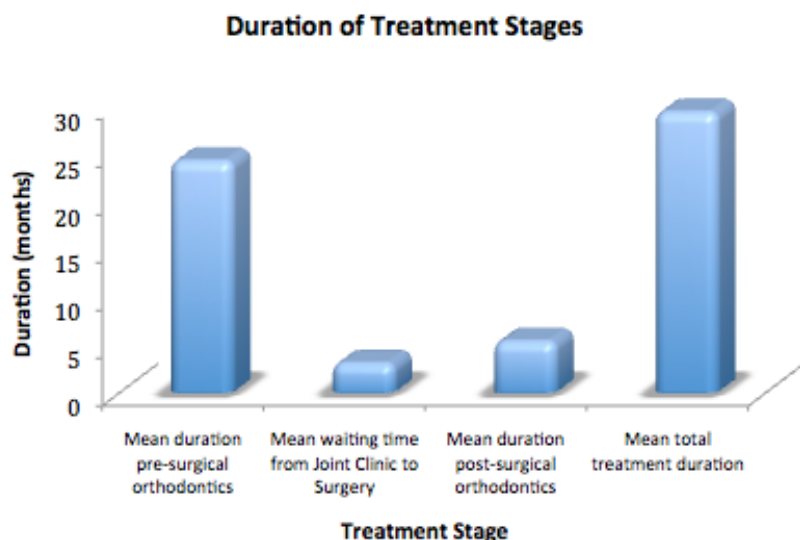 Duration of Treatment Stages
30
25
20
15
10
5
0
Duration (months)
Mean duration
pre-surgical
orthodontics
Mean waiting time
from Joint Clinic to
Surgery
Mean duration
post-surgical
orthodontics
Mean total
treatment duration
Treatment Stage